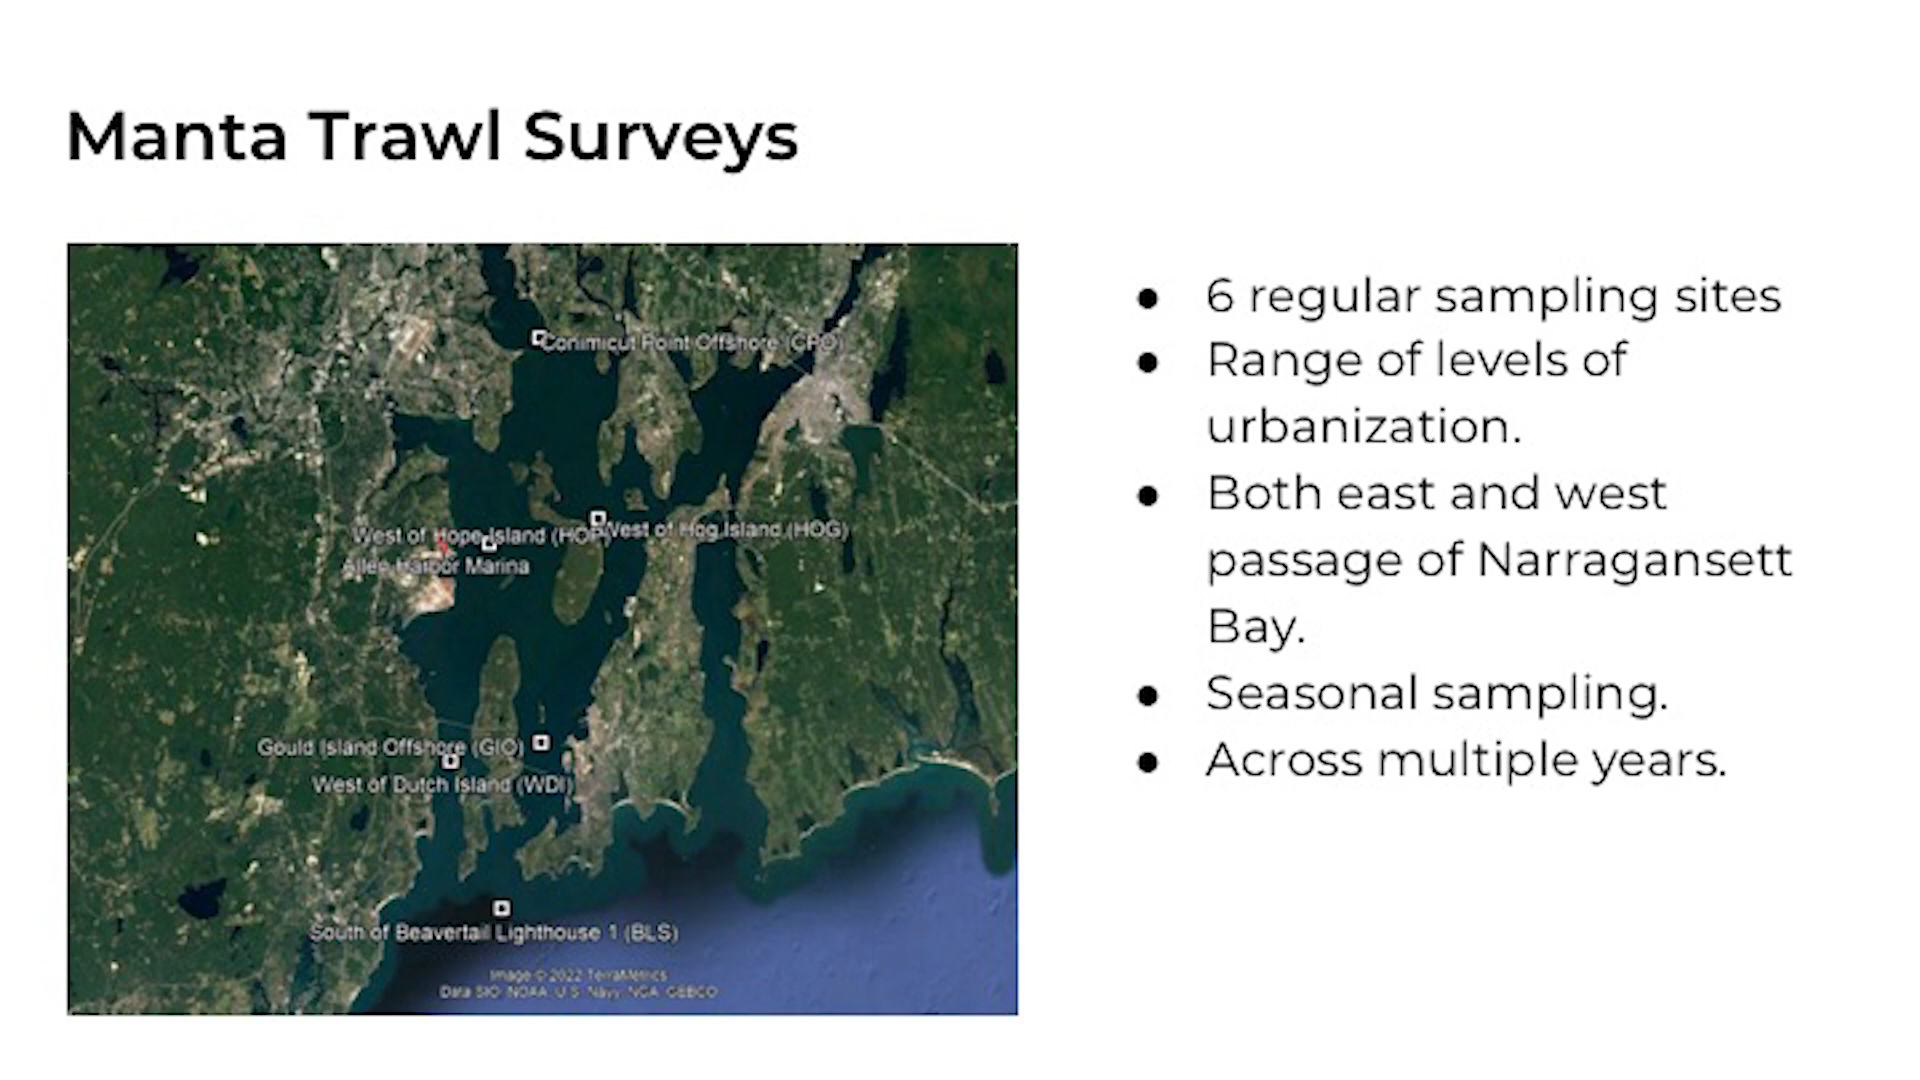 Manta Trawl Surveys
Conimicut Point Offshore (CPO)
West of Hope Island (HOP)
West of Hog Island (HOG)
Allen Harbor Marina
Gould Island Offshore (GIO)
West of Dutch Island (WDI)
South of Beavertail Lighthouse 1 (BLS)
Image © 2022 TerraMetrics
Data SIO, NOAA, U.S. Navy, NGA, GEBCO
● 6 regular sampling sites
● Range of levels of
urbanization.
● Both east and west
passage of Narragansett
Bay.
● Seasonal sampling.
● Across multiple years.